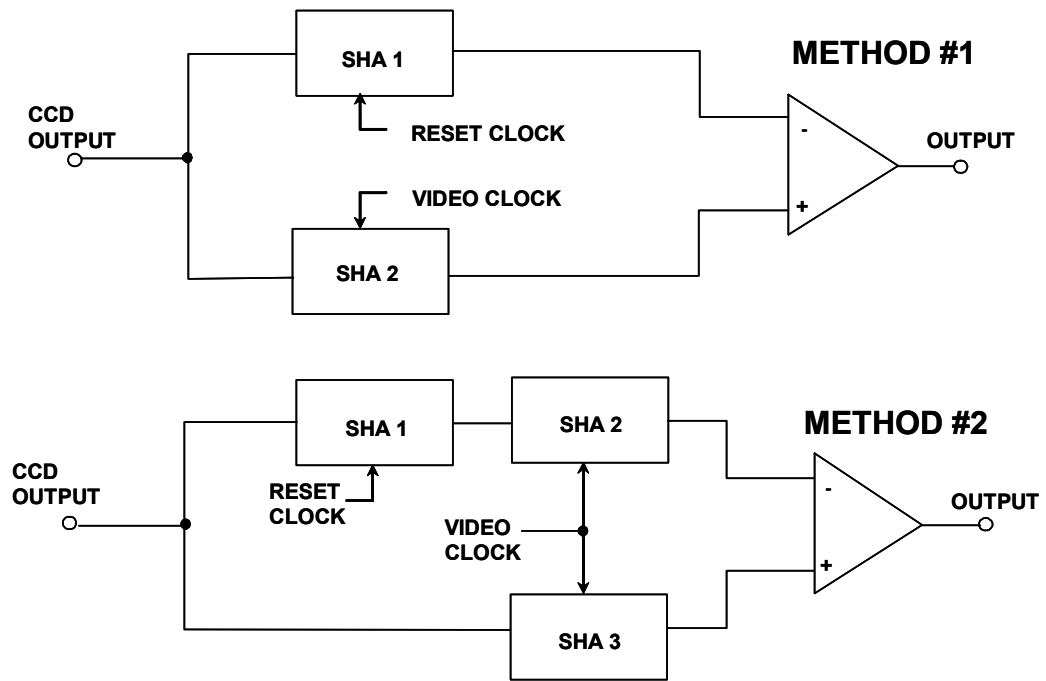 METHOD #1
SHA 1
CCD
OUTPUT
RESET CLOCK
-
OUTPUT
VIDEO CLOCK
+
SHA 2
METHOD #2
SHA 1
SHA 2
CCD
OUTPUT
RESET
CLOCK
-
OUTPUT
VIDEO
CLOCK
+
SHA 3